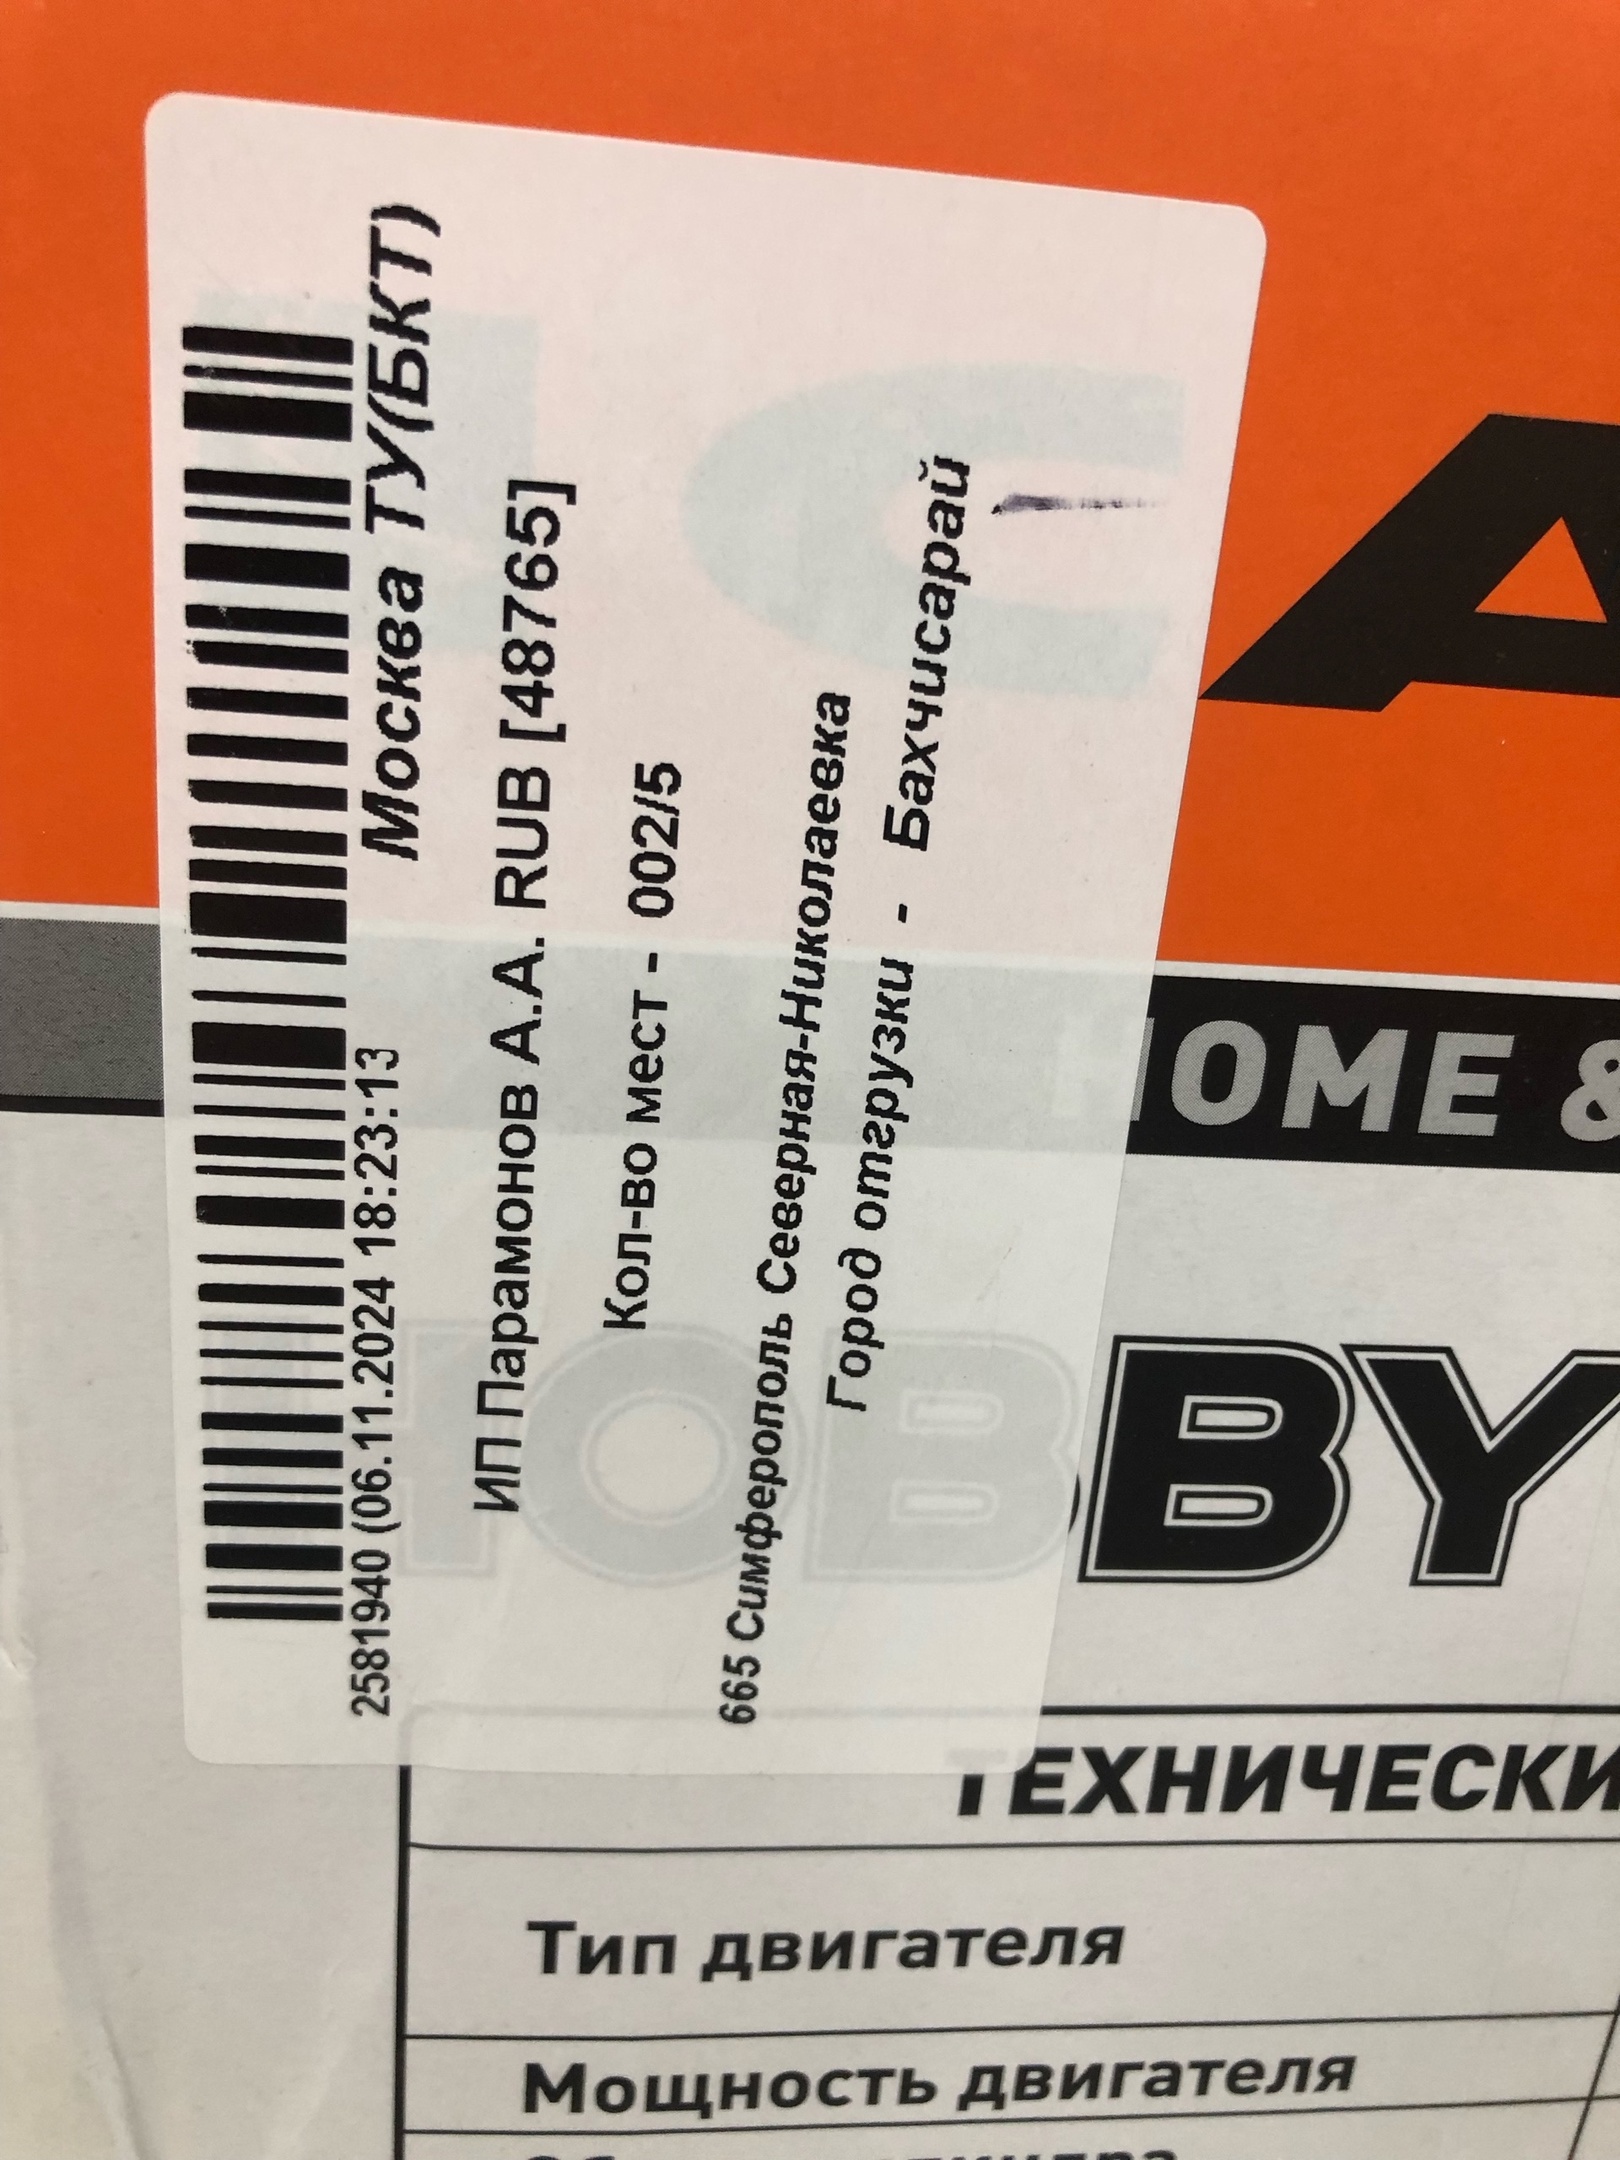 Москва ТУ(БКТ)
2581940 (06.11.2024 18:23:13
ИП Парамонов А.А. RUB [48765]
Кол-во мест - 002/5
665 Симферополь Северная-Николаевка
Город отгрузки - Бахчисарай
A
HOME &
BY
ТЕХНИЧЕСКИ
Тип двигателя
Мощность двигателя